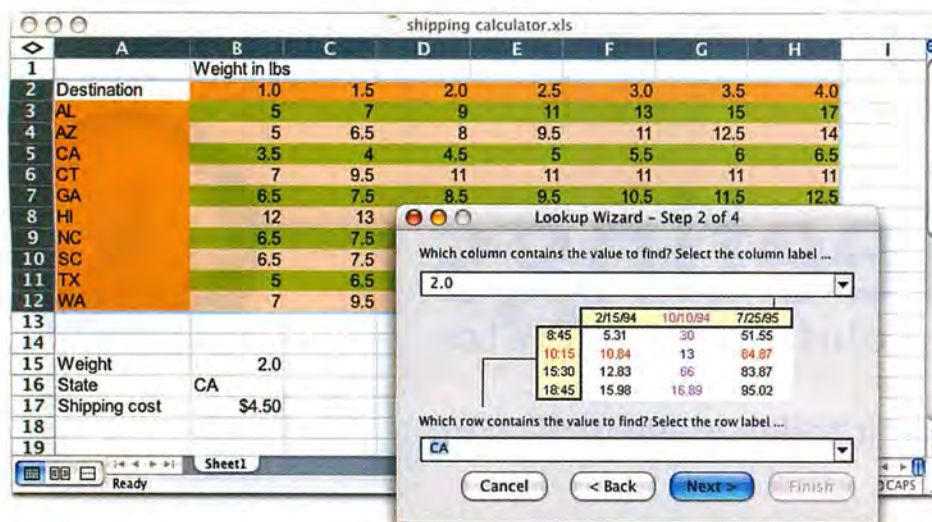 shipping calculator.xls
A B C D E F G H I
1 Weight in lbs
2 Destination 1.0 1.5 2.0 2.5 3.0 3.5 4.0
3 AL 5 7 9 11 13 15 17
4 AZ 5 6.5 8 9.5 11 12.5 14
5 CA 3.5 4 4.5 5 5.5 6 6.5
6 CT 7 9.5 11 11 11 11 11
7 GA 6.5 7.5 8.5 9.5 10.5 11.5 12.5
8 HI 12 13
9 NC 6.5 7.5
10 SC 6.5 7.5
11 TX 5 6.5
12 WA 7 9.5
13
14
15 Weight 2.0
16 State CA
17 Shipping cost $4.50
18
19
Sheet1
Ready
CAPS
Lookup Wizard – Step 2 of 4
Which column contains the value to find? Select the column label ...
2.0
2/15/94 10/10/94 7/25/95
8:45 5.31 30 51.55
10:15 10.84 13 64.87
15:30 12.83 66 83.87
18:45 15.98 16.89 95.02
Which row contains the value to find? Select the row label ...
CA
Cancel < Back Next > Finish